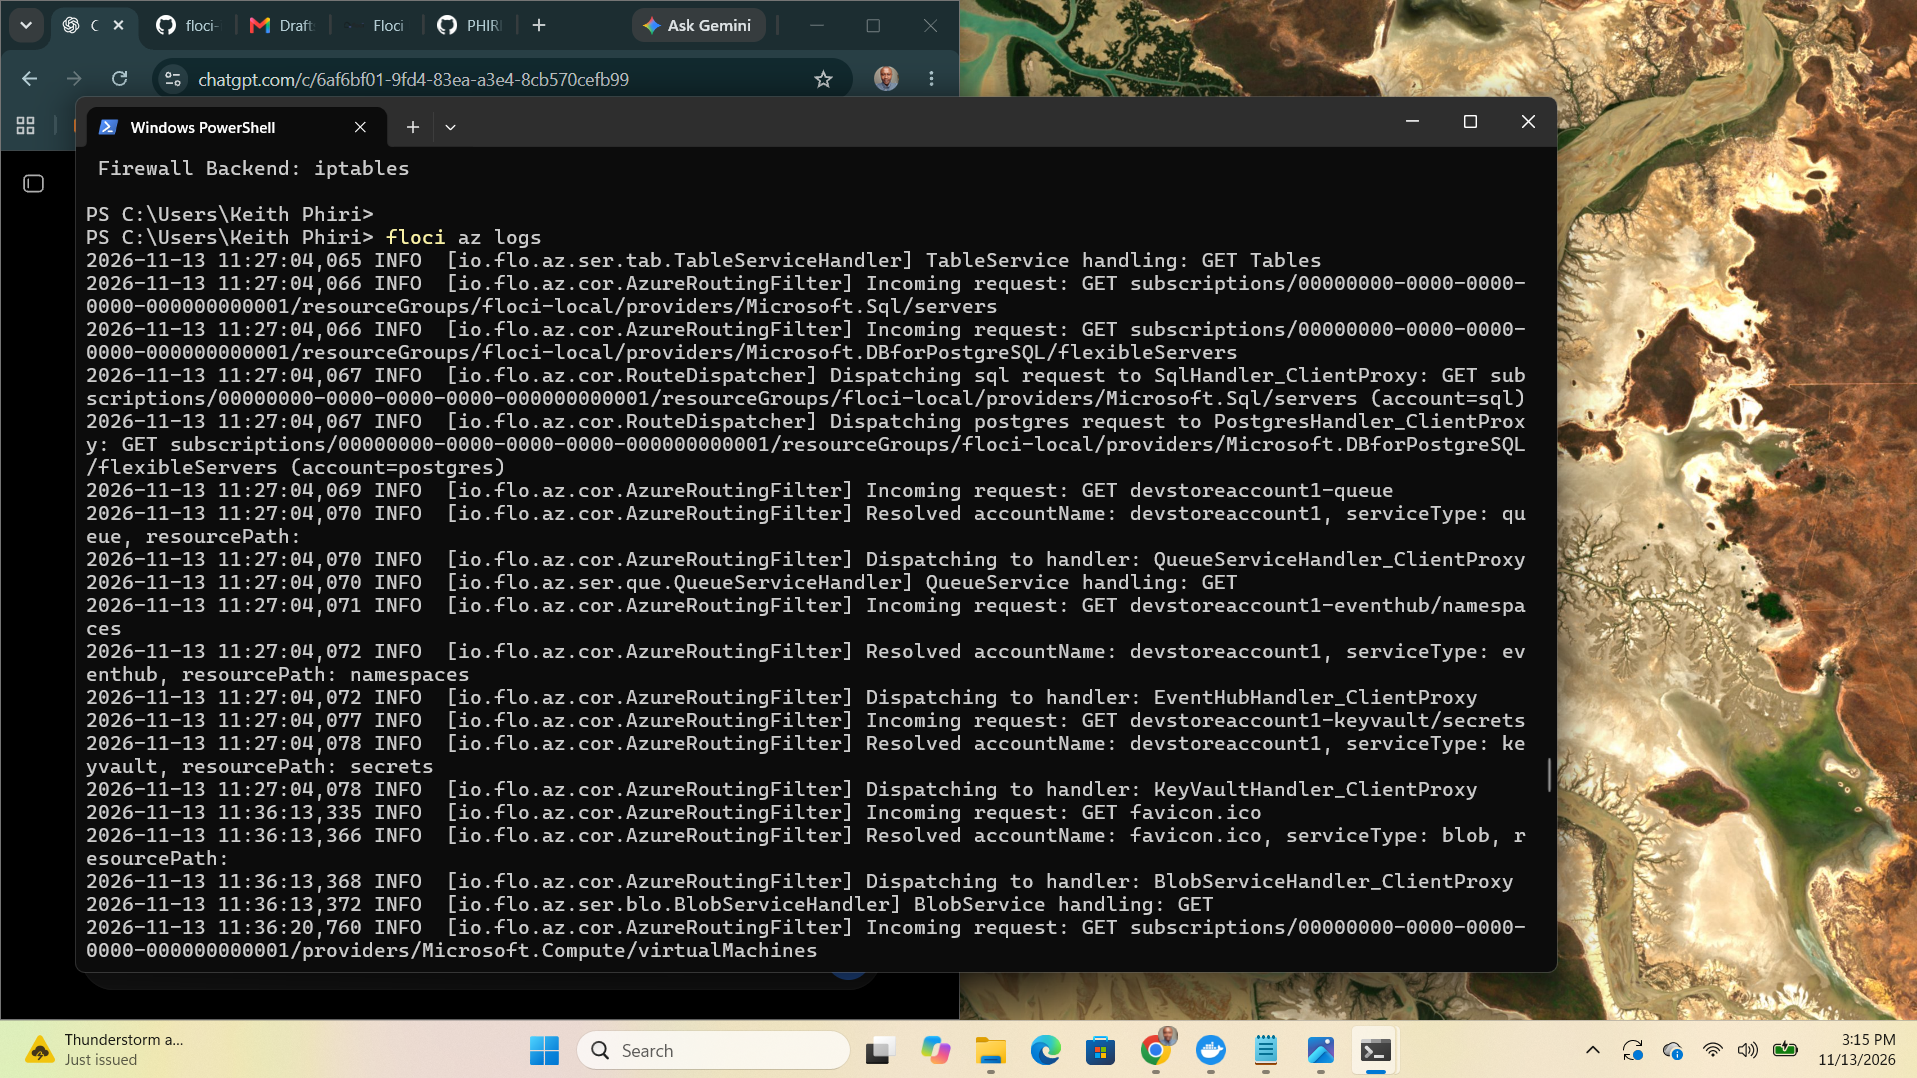 C
floci-
Draft
Floci
PHIRI
Ask Gemini
chatgpt.com/c/6af6bf01-9fd4-83ea-a3e4-8cb570cefb99
Windows PowerShell
Firewall Backend: iptables
PS C:\Users\Keith Phiri>
PS C:\Users\Keith Phiri> floci az logs
2026-11-13 11:27:04,065 INFO  [io.flo.az.ser.tab.TableServiceHandler] TableService handling: GET Tables
2026-11-13 11:27:04,066 INFO  [io.flo.az.cor.AzureRoutingFilter] Incoming request: GET subscriptions/00000000-0000-0000-
0000-000000000001/resourceGroups/floci-local/providers/Microsoft.Sql/servers
2026-11-13 11:27:04,066 INFO  [io.flo.az.cor.AzureRoutingFilter] Incoming request: GET subscriptions/00000000-0000-0000-
0000-000000000001/resourceGroups/floci-local/providers/Microsoft.DBforPostgreSQL/flexibleServers
2026-11-13 11:27:04,067 INFO  [io.flo.az.cor.RouteDispatcher] Dispatching sql request to SqlHandler_ClientProxy: GET sub
scriptions/00000000-0000-0000-0000-000000000001/resourceGroups/floci-local/providers/Microsoft.Sql/servers (account=sql)
2026-11-13 11:27:04,067 INFO  [io.flo.az.cor.RouteDispatcher] Dispatching postgres request to PostgresHandler_ClientProx
y: GET subscriptions/00000000-0000-0000-0000-000000000001/resourceGroups/floci-local/providers/Microsoft.DBforPostgreSQL
/flexibleServers (account=postgres)
2026-11-13 11:27:04,069 INFO  [io.flo.az.cor.AzureRoutingFilter] Incoming request: GET devstoreaccount1-queue
2026-11-13 11:27:04,070 INFO  [io.flo.az.cor.AzureRoutingFilter] Resolved accountName: devstoreaccount1, serviceType: qu
eue, resourcePath:
2026-11-13 11:27:04,070 INFO  [io.flo.az.cor.AzureRoutingFilter] Dispatching to handler: QueueServiceHandler_ClientProxy
2026-11-13 11:27:04,070 INFO  [io.flo.az.ser.que.QueueServiceHandler] QueueService handling: GET
2026-11-13 11:27:04,071 INFO  [io.flo.az.cor.AzureRoutingFilter] Incoming request: GET devstoreaccount1-eventhub/namespa
ces
2026-11-13 11:27:04,072 INFO  [io.flo.az.cor.AzureRoutingFilter] Resolved accountName: devstoreaccount1, serviceType: ev
enthub, resourcePath: namespaces
2026-11-13 11:27:04,072 INFO  [io.flo.az.cor.AzureRoutingFilter] Dispatching to handler: EventHubHandler_ClientProxy
2026-11-13 11:27:04,077 INFO  [io.flo.az.cor.AzureRoutingFilter] Incoming request: GET devstoreaccount1-keyvault/secrets
2026-11-13 11:27:04,078 INFO  [io.flo.az.cor.AzureRoutingFilter] Resolved accountName: devstoreaccount1, serviceType: ke
yvault, resourcePath: secrets
2026-11-13 11:27:04,078 INFO  [io.flo.az.cor.AzureRoutingFilter] Dispatching to handler: KeyVaultHandler_ClientProxy
2026-11-13 11:36:13,335 INFO  [io.flo.az.cor.AzureRoutingFilter] Incoming request: GET favicon.ico
2026-11-13 11:36:13,366 INFO  [io.flo.az.cor.AzureRoutingFilter] Resolved accountName: favicon.ico, serviceType: blob, r
esourcePath:
2026-11-13 11:36:13,368 INFO  [io.flo.az.cor.AzureRoutingFilter] Dispatching to handler: BlobServiceHandler_ClientProxy
2026-11-13 11:36:13,372 INFO  [io.flo.az.ser.blo.BlobServiceHandler] BlobService handling: GET
2026-11-13 11:36:20,760 INFO  [io.flo.az.cor.AzureRoutingFilter] Incoming request: GET subscriptions/00000000-0000-0000-
0000-000000000001/providers/Microsoft.Compute/virtualMachines
Thunderstorm a...
Just issued
Search
3:15 PM
11/13/2026